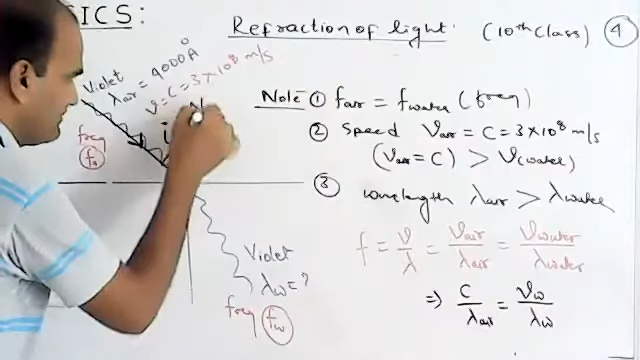 SICS:
Refraction of light. (10th Class) 4
Violet
λair = 4000 Å
v = C = 3×10⁸ m/s
i N
freq
fa
Violet
λw = ?
freq fw
Note ① fair = fwater (freq)
② Speed Vair = C = 3×10⁸ m/s
(Vair = C) > V(water)
③ wavelength λair > λwater
f = v/λ = Vair/λair = Vwater/λwater
⇒ C/λair = Vw/λw